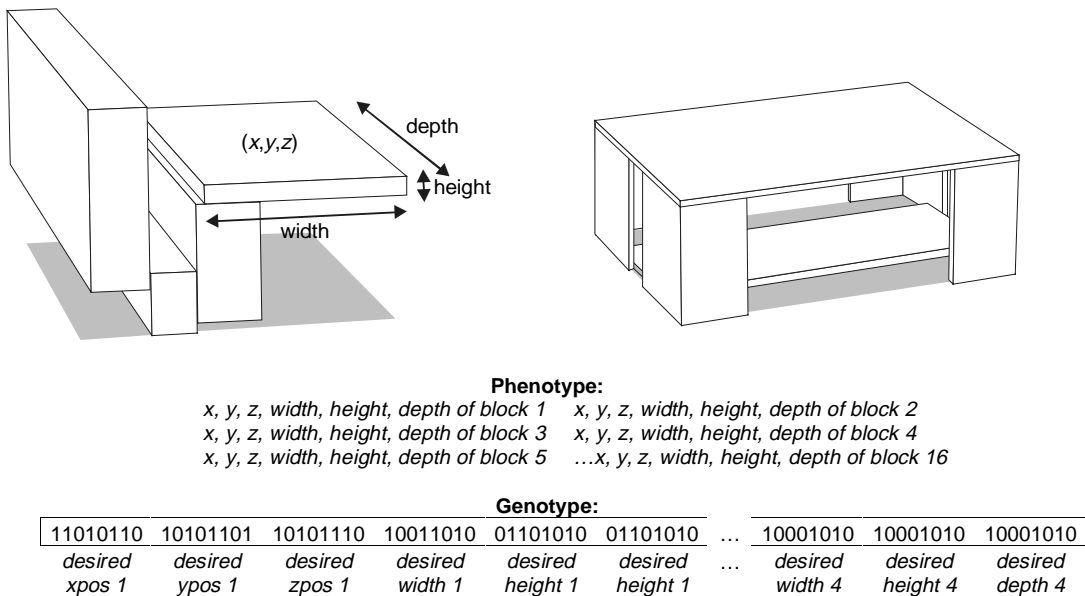 (x,y,z)
depth
height
width
Phenotype:
x, y, z, width, height, depth of block 1 x, y, z, width, height, depth of block 2
x, y, z, width, height, depth of block 3 x, y, z, width, height, depth of block 4
x, y, z, width, height, depth of block 5 …x, y, z, width, height, depth of block 16
Genotype:
11010110 10101101 10101110 10011010 01101010 01101010 … 10001010 10001010 10001010
desired desired desired desired desired desired … desired desired desired
xpos 1 ypos 1 zpos 1 width 1 height 1 height 1 width 4 height 4 depth 4